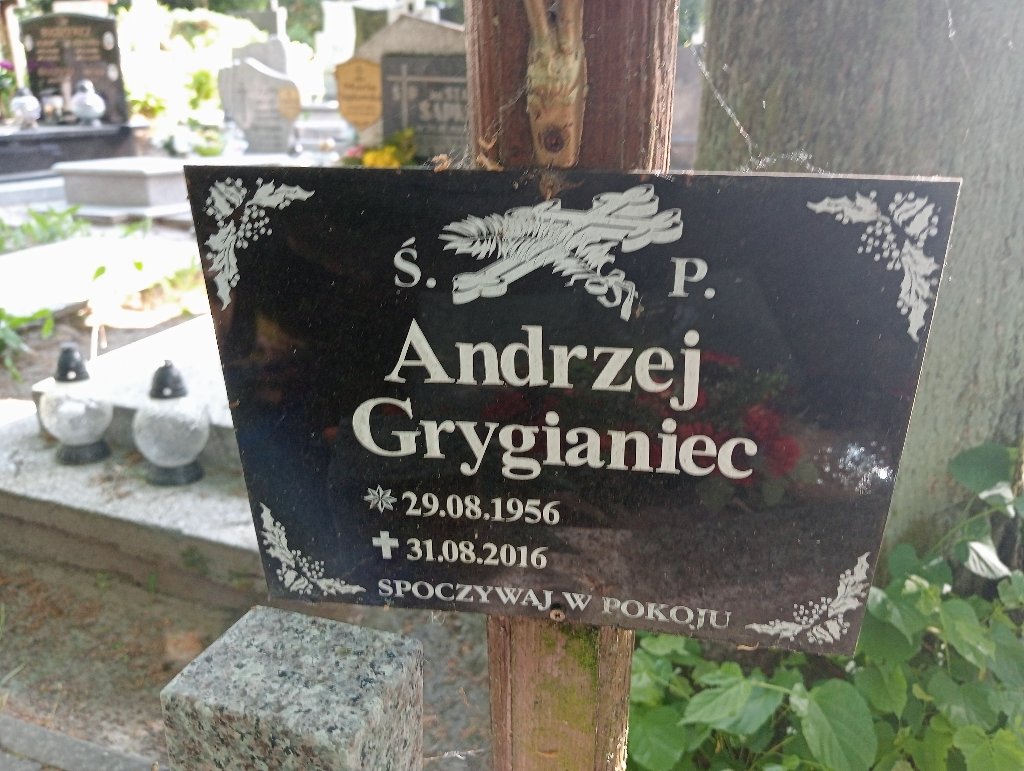 Ś. P.
Andrzej
Grygianiec
29.08.1956
31.08.2016
SPOCZYWAJ W POKOJU